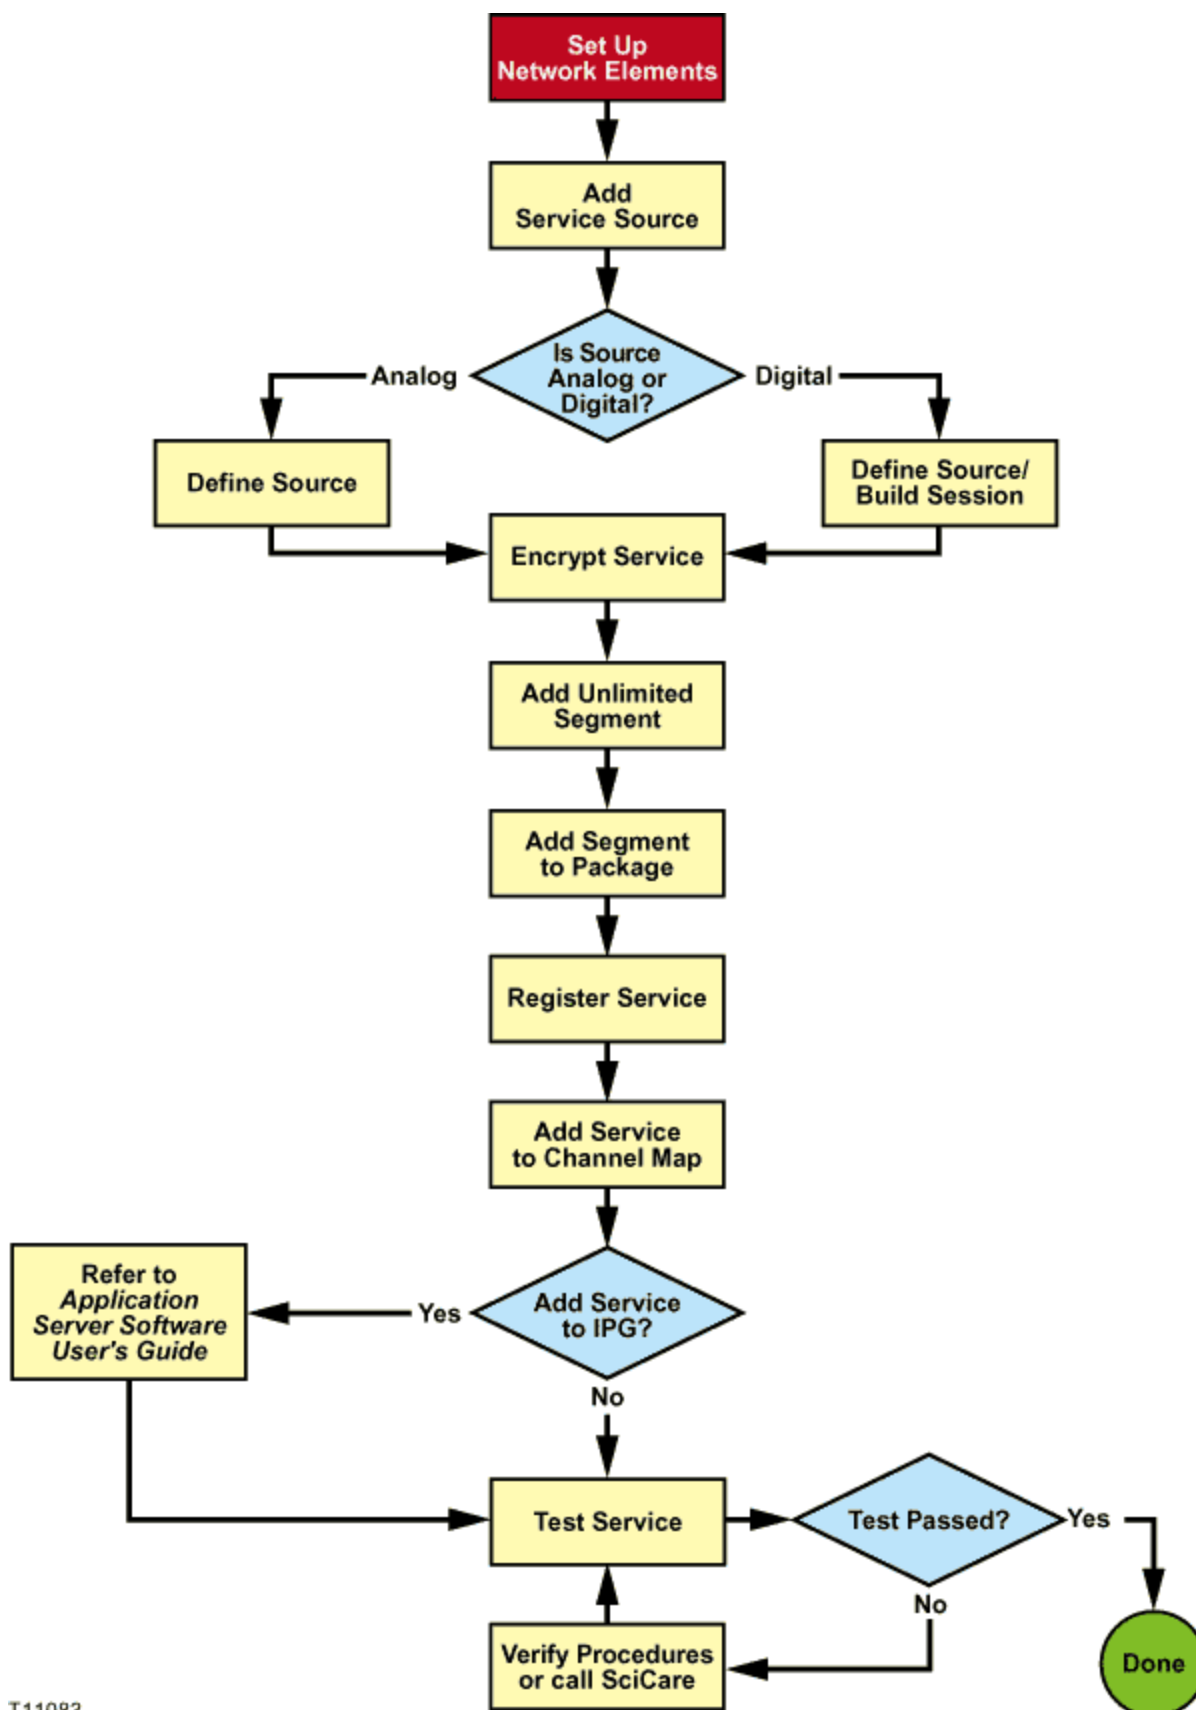 Set Up
Network Elements
Add
Service Source
Is Source
Analog or
Digital?
Analog
Digital
Define Source
Define Source/
Build Session
Encrypt Service
Add Unlimited
Segment
Add Segment
to Package
Register Service
Add Service
to Channel Map
Refer to
Application
Server Software
User's Guide
Yes
Add Service
to IPG?
No
Test Service
Test Passed?
Yes
No
Verify Procedures
or call SciCare
Done